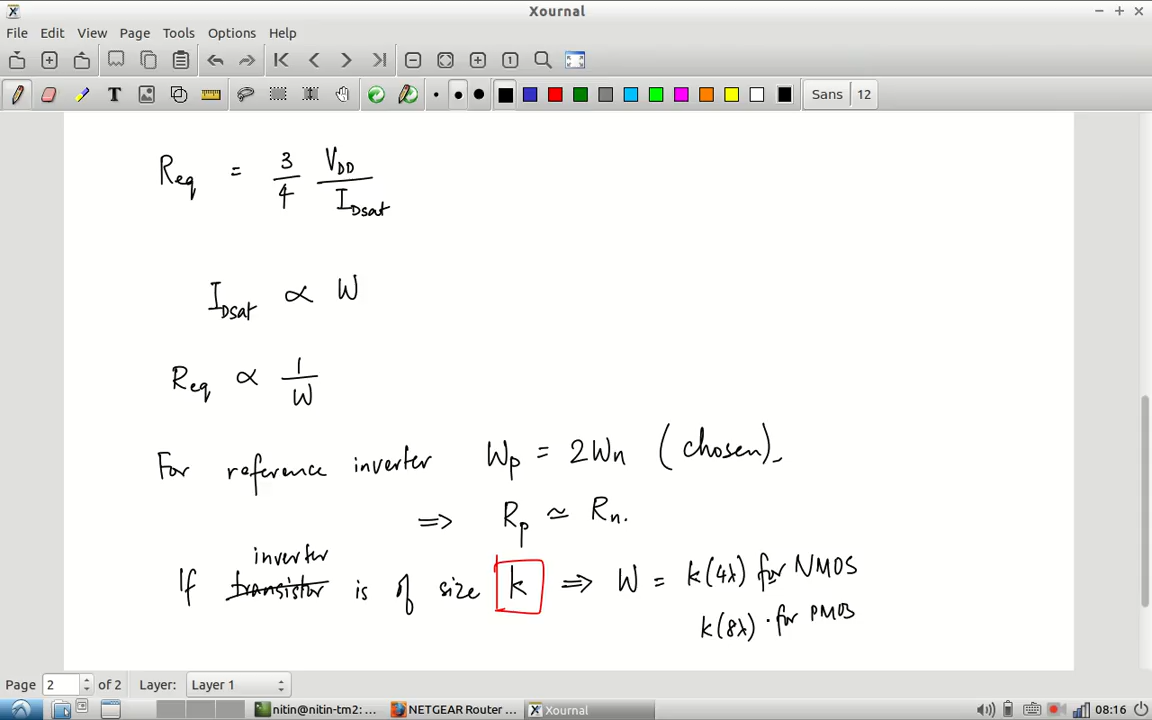 Xournal
File Edit View Page Tools Options Help
Sans 12
Req = 3/4 VDD/IDsat
IDsat ∝ W
Req ∝ 1/W
For reference inverter Wp = 2Wn (chosen).
⇒ Rp ≃ Rn.
inverter
If transistor is of size k ⇒ W = k(4λ) for NMOS
k(8λ) . for PMOS
Page 2 of 2 Layer: Layer 1
nitin@nitin-tm2: ... NETGEAR Router ... Xournal 08:16